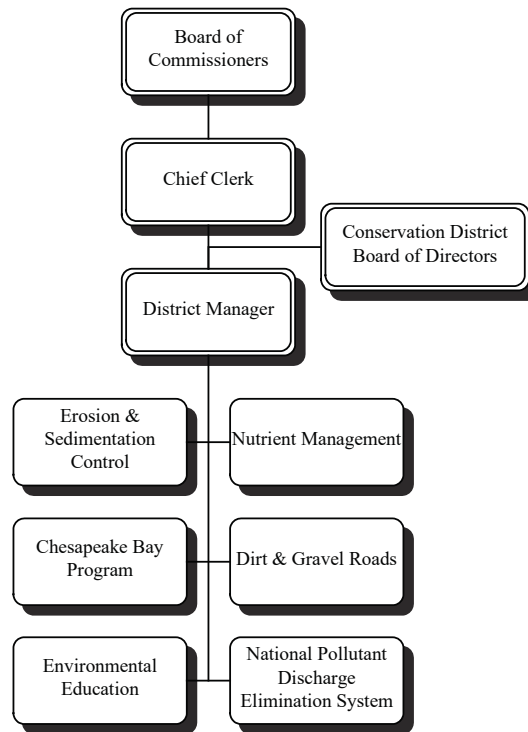 Board of
Commissioners
Chief Clerk
Conservation District
Board of Directors
District Manager
Erosion &
Sedimentation
Control
Nutrient Management
Chesapeake Bay
Program
Dirt & Gravel Roads
Environmental
Education
National Pollutant
Discharge
Elimination System